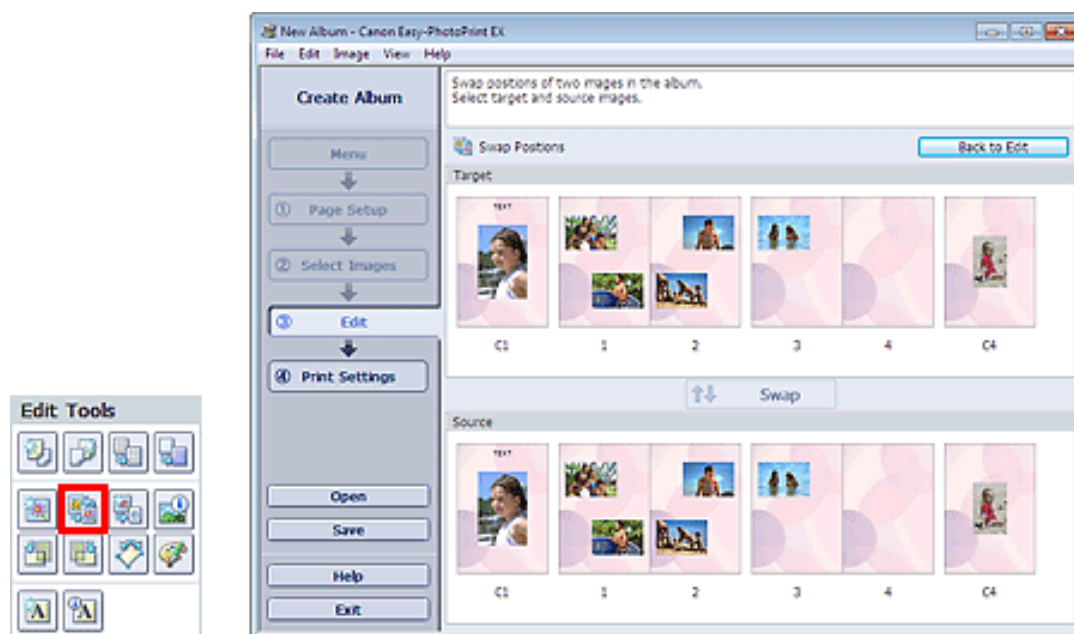 New Album - Canon Easy-PhotoPrint EX
File Edit Image View Help
Create Album
Menu
① Page Setup
② Select Images
③ Edit
④ Print Settings
Open
Save
Help
Exit
Swap postions of two images in the album.
Select target and source images.
Swap Postions
Back to Edit
Target
TEXT
C1 1 2 3 4 C4
Swap
Source
TEXT
C1 1 2 3 4 C4
Edit Tools
A A